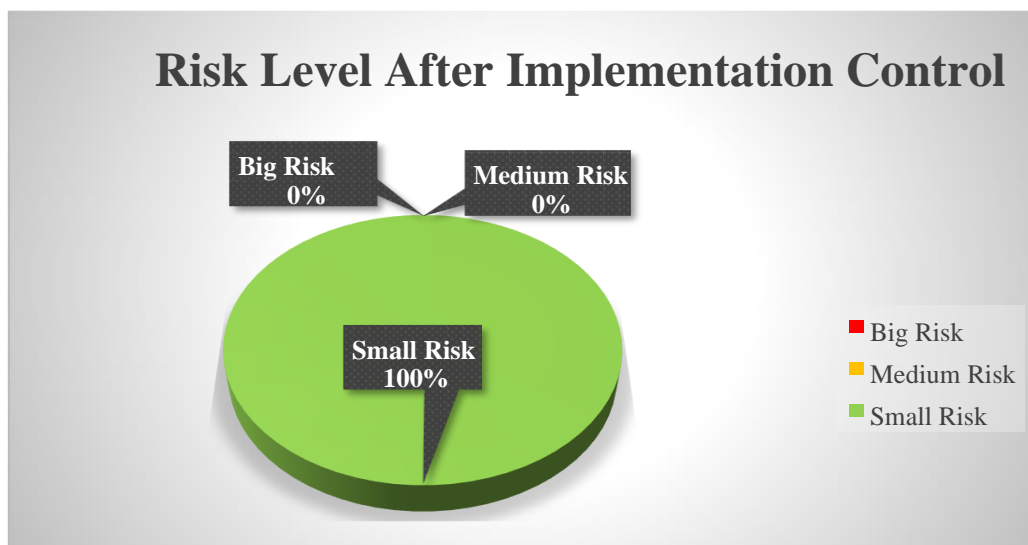 Risk Level After Implementation Control
Big Risk
0%
Medium Risk
0%
Small Risk
100%
Big Risk
Medium Risk
Small Risk